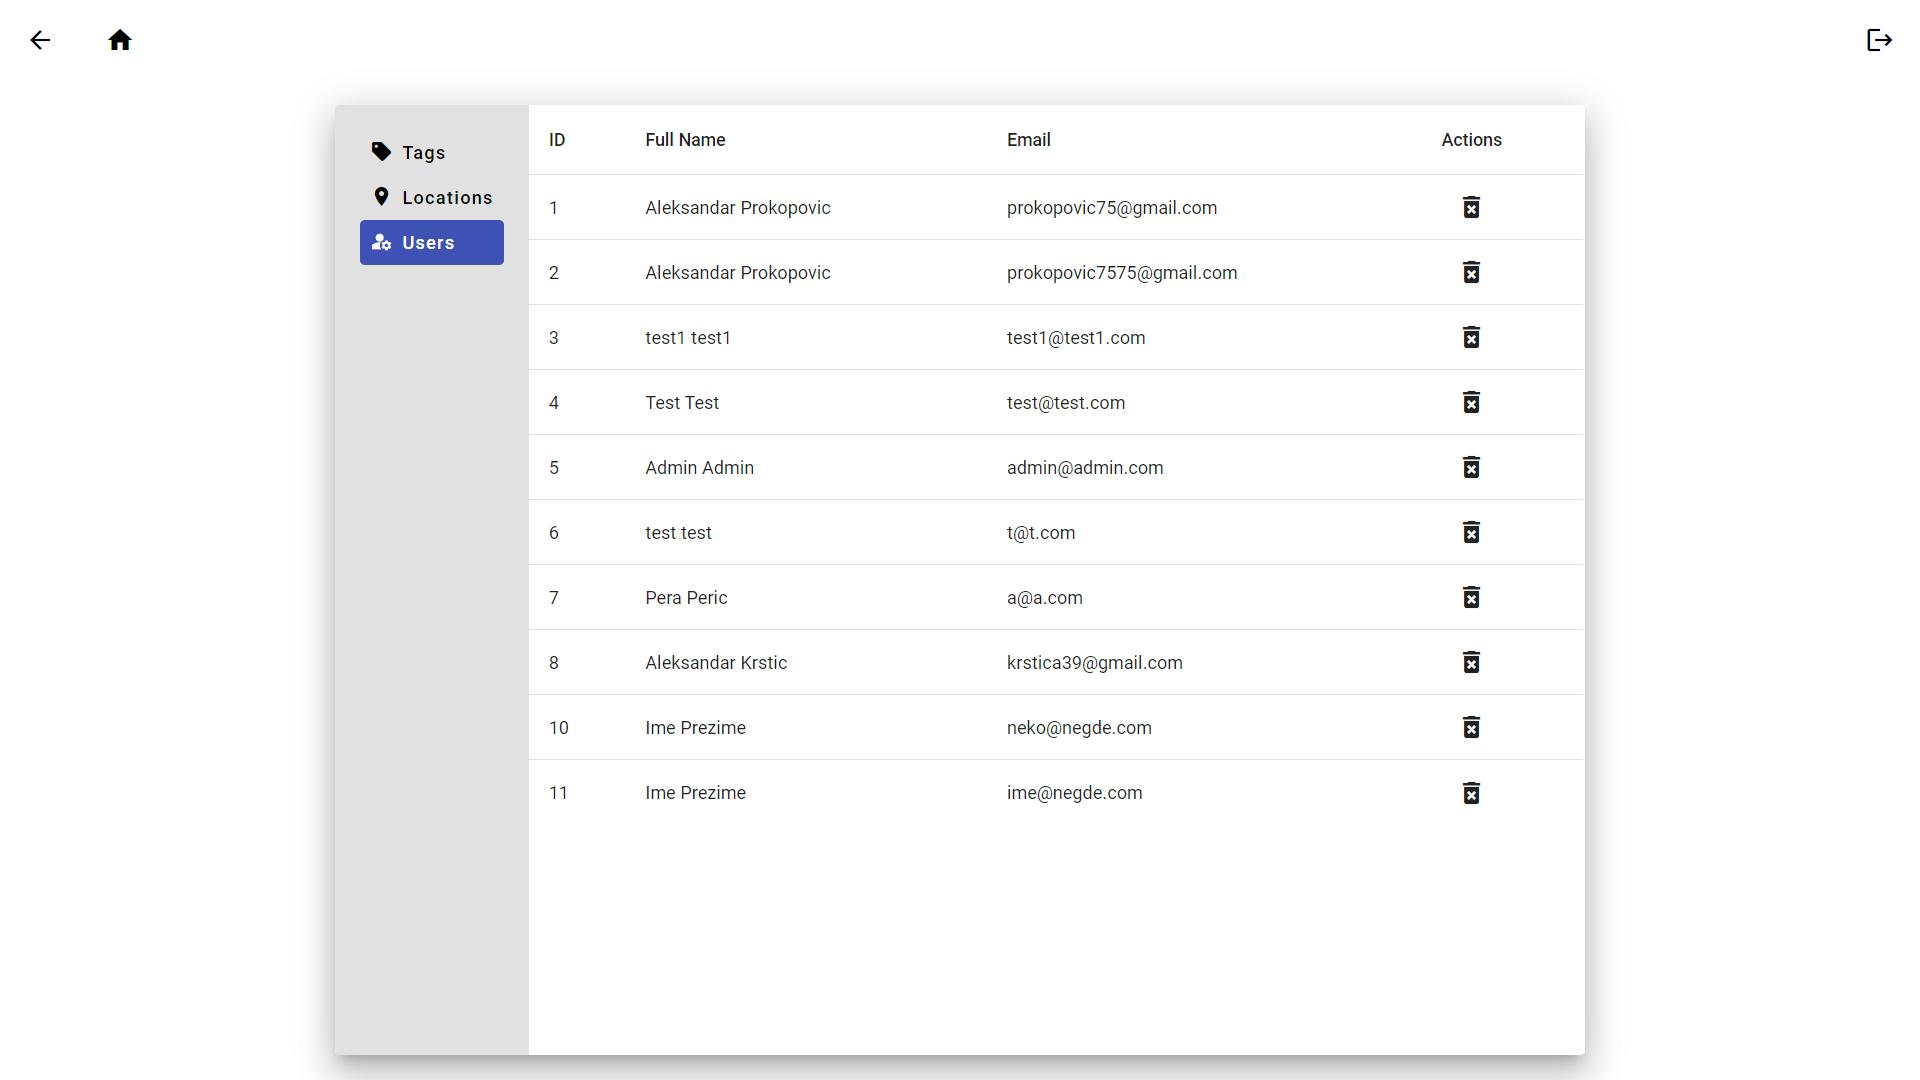 Tags
Locations
Users
ID Full Name Email Actions
1 Aleksandar Prokopovic prokopovic75@gmail.com
2 Aleksandar Prokopovic prokopovic7575@gmail.com
3 test1 test1 test1@test1.com
4 Test Test test@test.com
5 Admin Admin admin@admin.com
6 test test t@t.com
7 Pera Peric a@a.com
8 Aleksandar Krstic krstica39@gmail.com
10 Ime Prezime neko@negde.com
11 Ime Prezime ime@negde.com